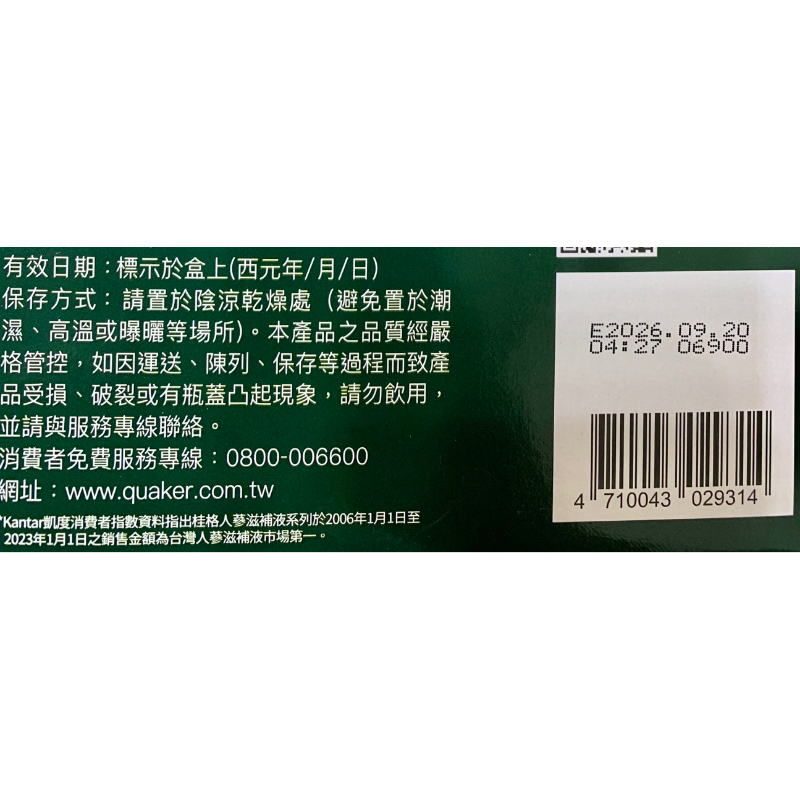 有效日期：標示於盒上(西元年/月/日)
保存方式：請置於陰涼乾燥處（避免置於潮
濕、高溫或曝曬等場所)。本產品之品質經嚴
格管控，如因運送、陳列、保存等過程而致產
品受損、破裂或有瓶蓋凸起現象，請勿飲用，
並請與服務專線聯絡。
消費者免費服務專線：0800-006600
網址：www.quaker.com.tw
*Kantar凱度消費者指數資料指出桂格人蔘滋補液系列於2006年1月1日至
2023年1月1日之銷售金額為台灣人蔘滋補液市場第一。
E2026.09.20
04:27 06900
4 710043 029314